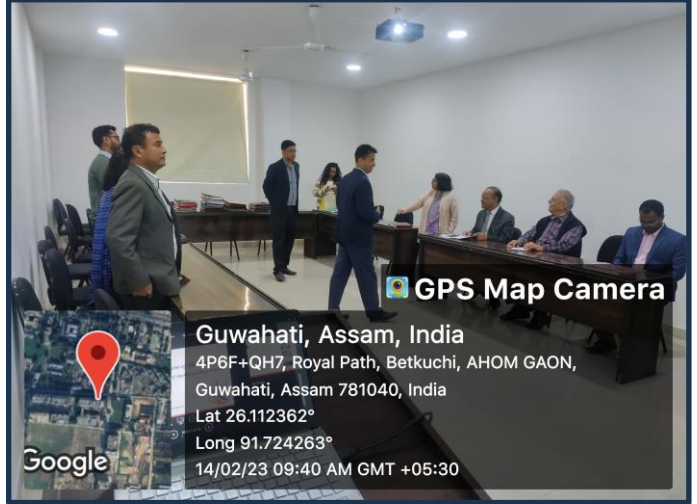 GPS Map Camera
Guwahati, Assam, India
4P6F+QH7, Royal Path, Betkuchi, AHOM GAON,
Guwahati, Assam 781040, India
Lat 26.112362°
Long 91.724263°
14/02/23 09:40 AM GMT +05:30
Google